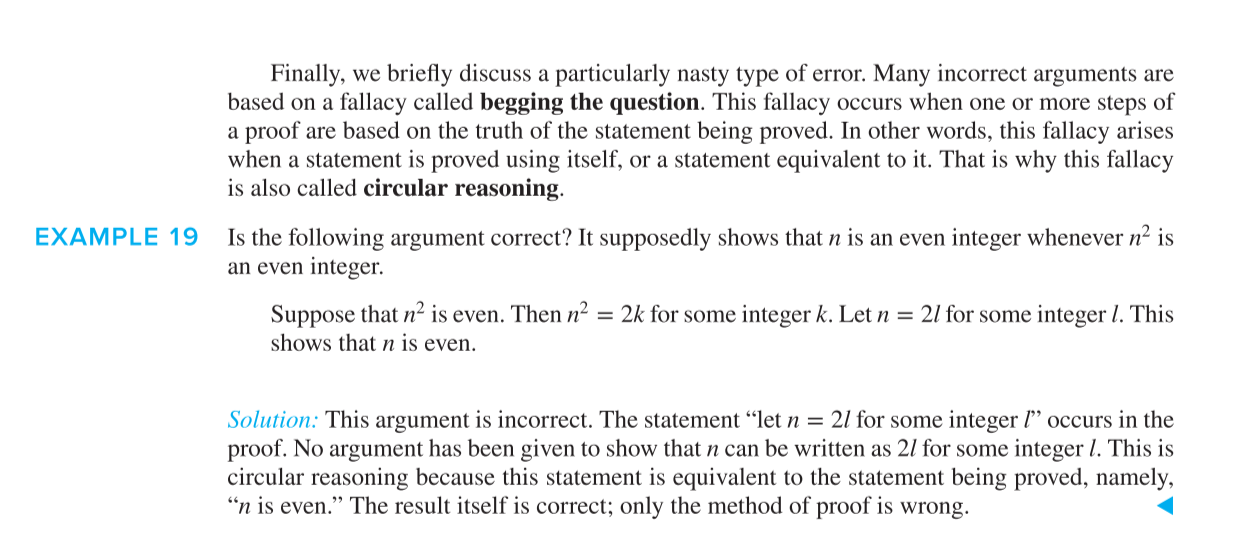 Finally, we briefly discuss a particularly nasty type of error. Many incorrect arguments are
based on a fallacy called begging the question. This fallacy occurs when one or more steps of
a proof are based on the truth of the statement being proved. In other words, this fallacy arises
when a statement is proved using itself, or a statement equivalent to it. That is why this fallacy
is also called circular reasoning.
EXAMPLE 19 Is the following argument correct? It supposedly shows that n is an even integer whenever n² is
an even integer.
Suppose that n² is even. Then n² = 2k for some integer k. Let n = 2l for some integer l. This
shows that n is even.
Solution: This argument is incorrect. The statement “let n = 2l for some integer l” occurs in the
proof. No argument has been given to show that n can be written as 2l for some integer l. This is
circular reasoning because this statement is equivalent to the statement being proved, namely,
“n is even.” The result itself is correct; only the method of proof is wrong.